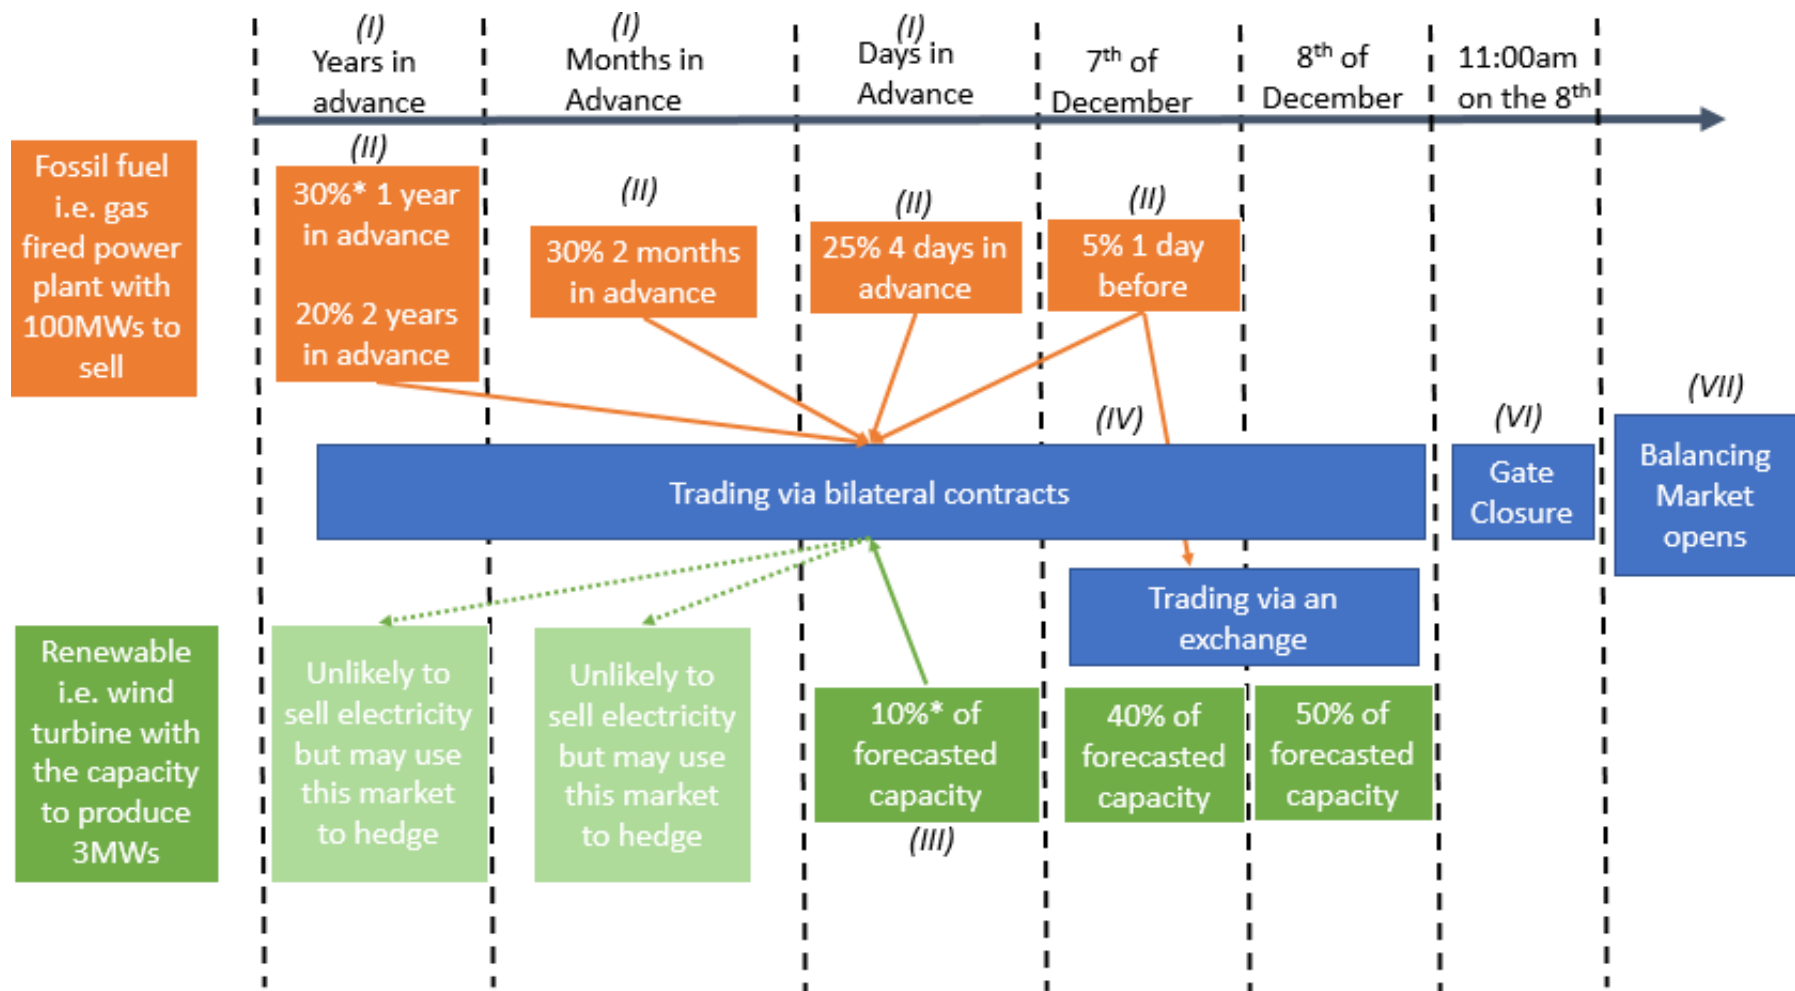 (I)
Years in
advance
(I)
Months in
Advance
(I)
Days in
Advance
7th of
December
8th of
December
11:00am
on the 8th
Fossil fuel
i.e. gas
fired power
plant with
100MWs to
sell
(II)
30%* 1 year
in advance
20% 2 years
in advance
(II)
30% 2 months
in advance
(II)
25% 4 days in
advance
(II)
5% 1 day
before
(IV)
Trading via bilateral contracts
(VI)
Gate
Closure
(VII)
Balancing
Market
opens
Trading via an
exchange
Renewable
i.e. wind
turbine with
the capacity
to produce
3MWs
Unlikely to
sell electricity
but may use
this market
to hedge
Unlikely to
sell electricity
but may use
this market
to hedge
10%* of
forecasted
capacity
(III)
40% of
forecasted
capacity
50% of
forecasted
capacity